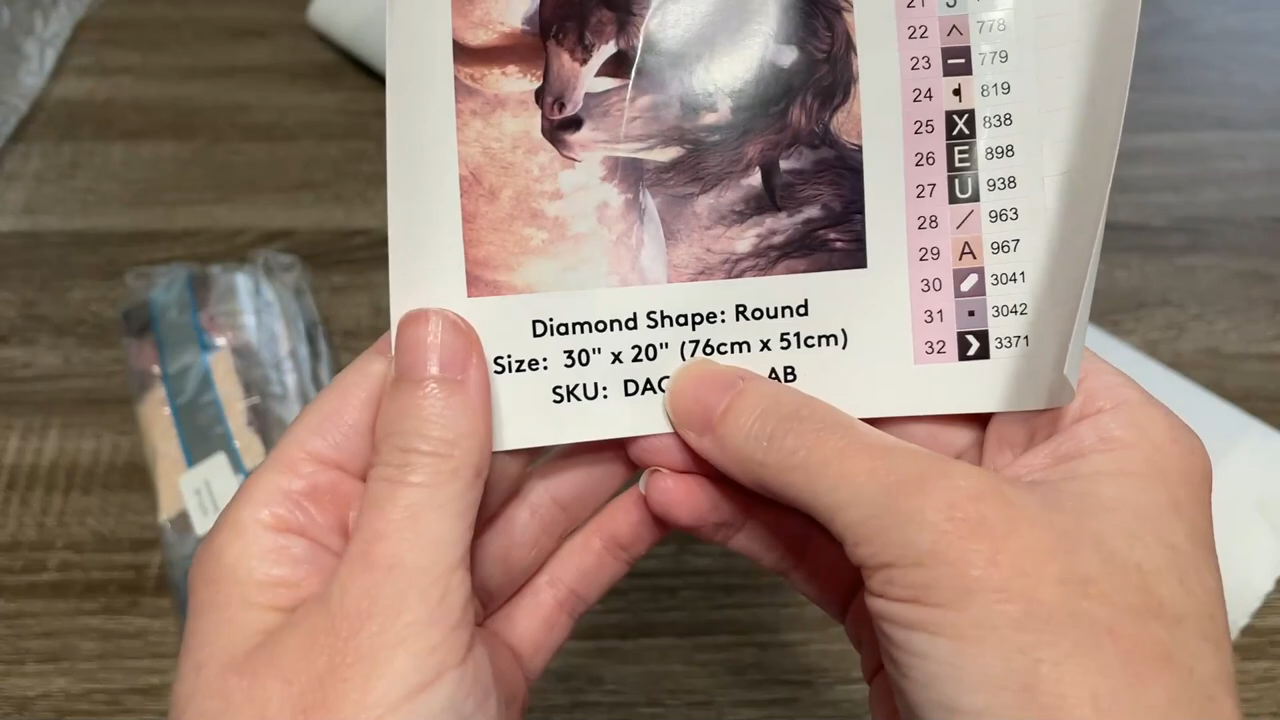 22 778
23 779
24 819
25 X 838
26 E 898
27 U 938
28 963
29 A 967
30 3041
31 3042
32 3371
Diamond Shape: Round
Size: 30" x 20" (76cm x 51cm)
SKU: